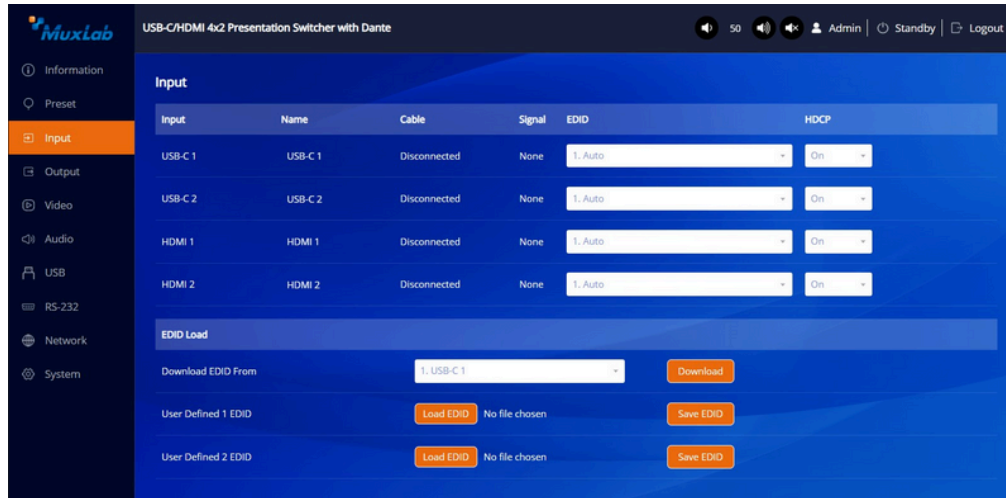 MuxLab
USB-C/HDMI 4x2 Presentation Switcher with Dante
50
Admin | Standby | Logout
Information
Preset
Input
Output
Video
Audio
USB
RS-232
Network
System
Input
Input Name Cable Signal EDID HDCP
USB-C 1 USB-C 1 Disconnected None 1. Auto On
USB-C 2 USB-C 2 Disconnected None 1. Auto On
HDMI 1 HDMI 1 Disconnected None 1. Auto On
HDMI 2 HDMI 2 Disconnected None 1. Auto On
EDID Load
Download EDID From 1. USB-C 1 Download
User Defined 1 EDID Load EDID No file chosen Save EDID
User Defined 2 EDID Load EDID No file chosen Save EDID